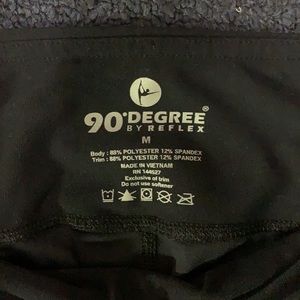 90°DEGREE®
BY REFLEX
M
Body : 88% POLYESTER 12% SPANDEX
Trim : 88% POLYESTER 12% SPANDEX
MADE IN VIETNAM
RN 144527
Exclusive of trim
Do not use softener